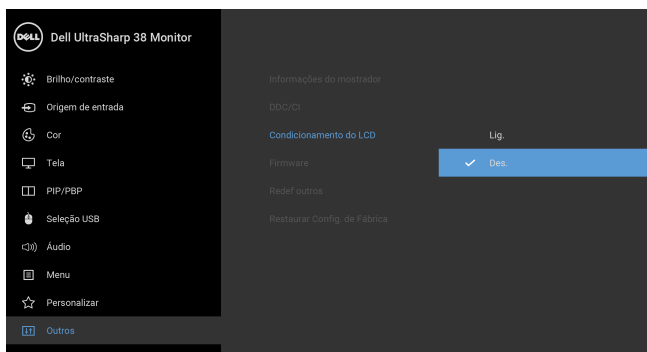 DELL Dell UltraSharp 38 Monitor
Brilho/contraste
Origem de entrada
Cor
Tela
PIP/PBP
Seleção USB
Áudio
Menu
Personalizar
Outros
Informações do mostrador
DDC/CI
Condicionamento do LCD
Firmware
Redef outros
Restaurar Config. de Fábrica
Lig.
Des.